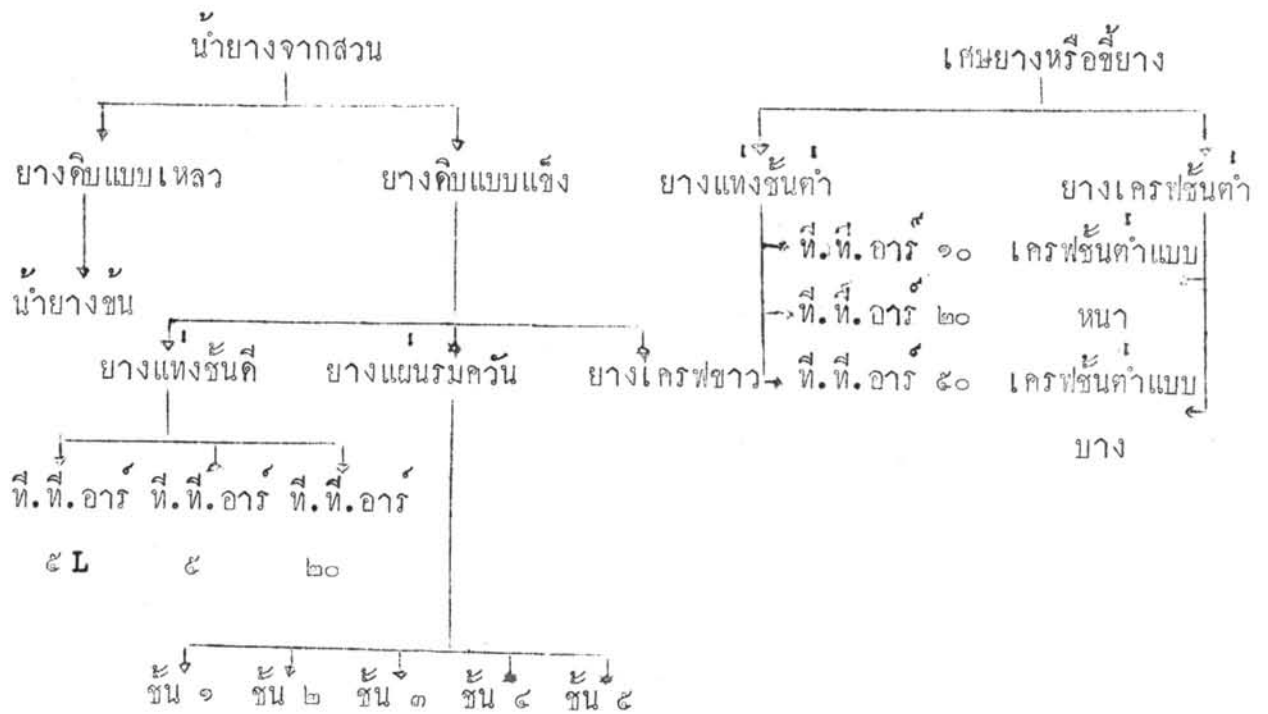 น้ำยางจากสวน
เศษยางหรือขี้ยาง
ยางดิบแบบเหลว
ยางดิบแบบแข็ง
ยางแท่งชั้นต่ำ
ยางเครฟชั้นต่ำ
น้ำยางข้น
ที.ที.อาร์ ๑๐
เครฟชั้นต่ำแบบ
หนา
ที.ที.อาร์ ๒๐
ที.ที.อาร์ ๕๐
เครฟชั้นต่ำแบบ
บาง
ยางแท่งชั้นดี
ยางแผ่นรมควัน
ยางเครฟขาว
ที.ที.อาร์
๕ L
ที.ที.อาร์
๕
ที.ที.อาร์
๒๐
ชั้น ๑
ชั้น ๒
ชั้น ๓
ชั้น ๔
ชั้น ๕